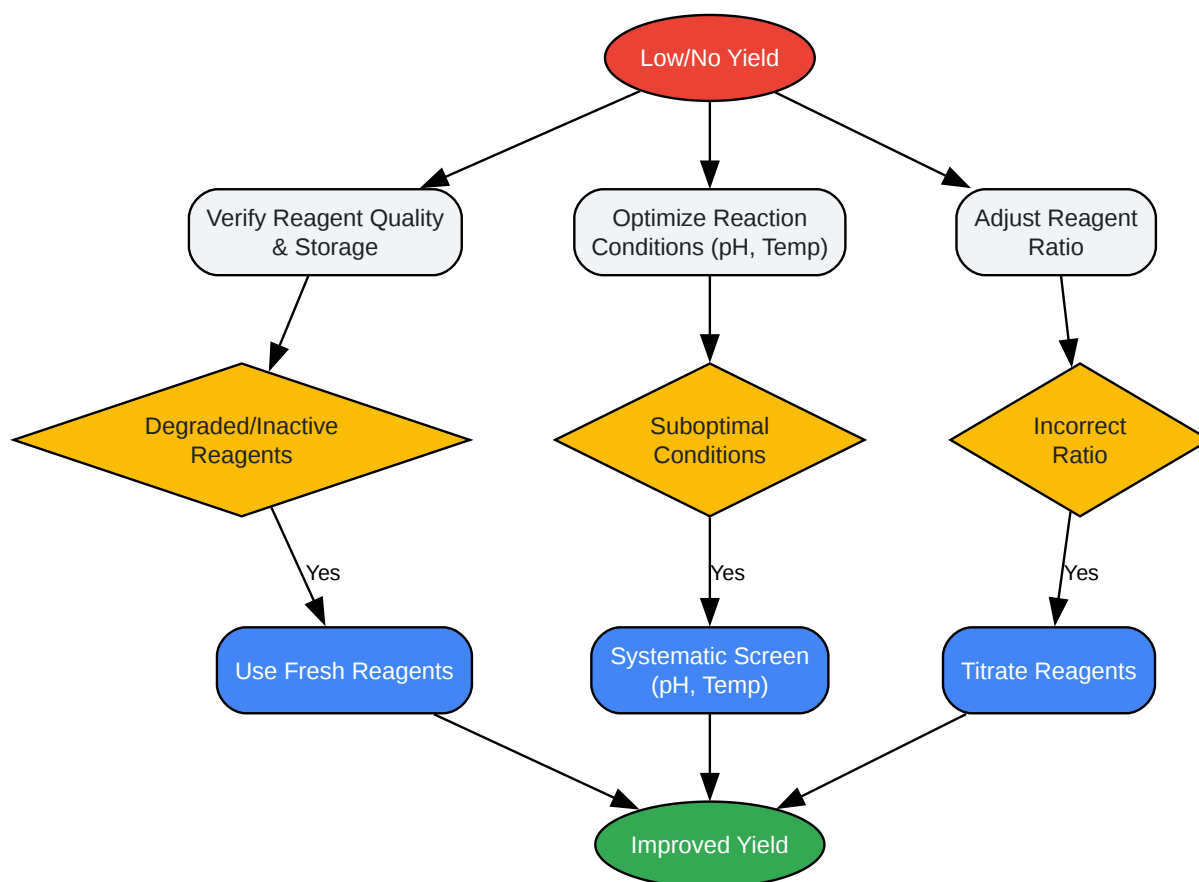 Low/No Yield
Verify Reagent Quality
& Storage
Optimize Reaction
Conditions (pH, Temp)
Adjust Reagent
Ratio
Degraded/Inactive
Reagents
Suboptimal
Conditions
Incorrect
Ratio
Yes
Yes
Yes
Use Fresh Reagents
Systematic Screen
(pH, Temp)
Titrate Reagents
Improved Yield